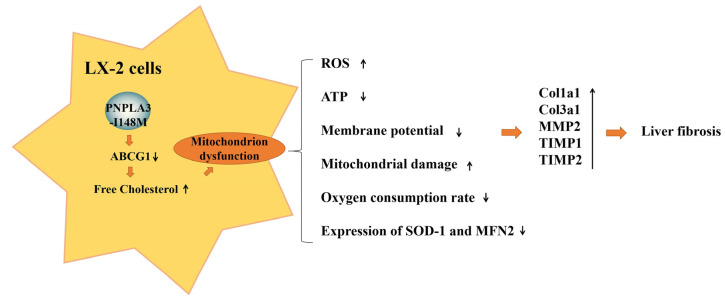 LX-2 cells
PNPLA3
-I148M
ABCG1↓
Free Cholesterol ↑
Mitochondrion
dysfunction
ROS ↑
ATP ↓
Membrane potential ↓
Mitochondrial damage ↑
Oxygen consumption rate ↓
Expression of SOD-1 and MFN2 ↓
Col1a1
Col3a1
MMP2
TIMP1
TIMP2
Liver fibrosis